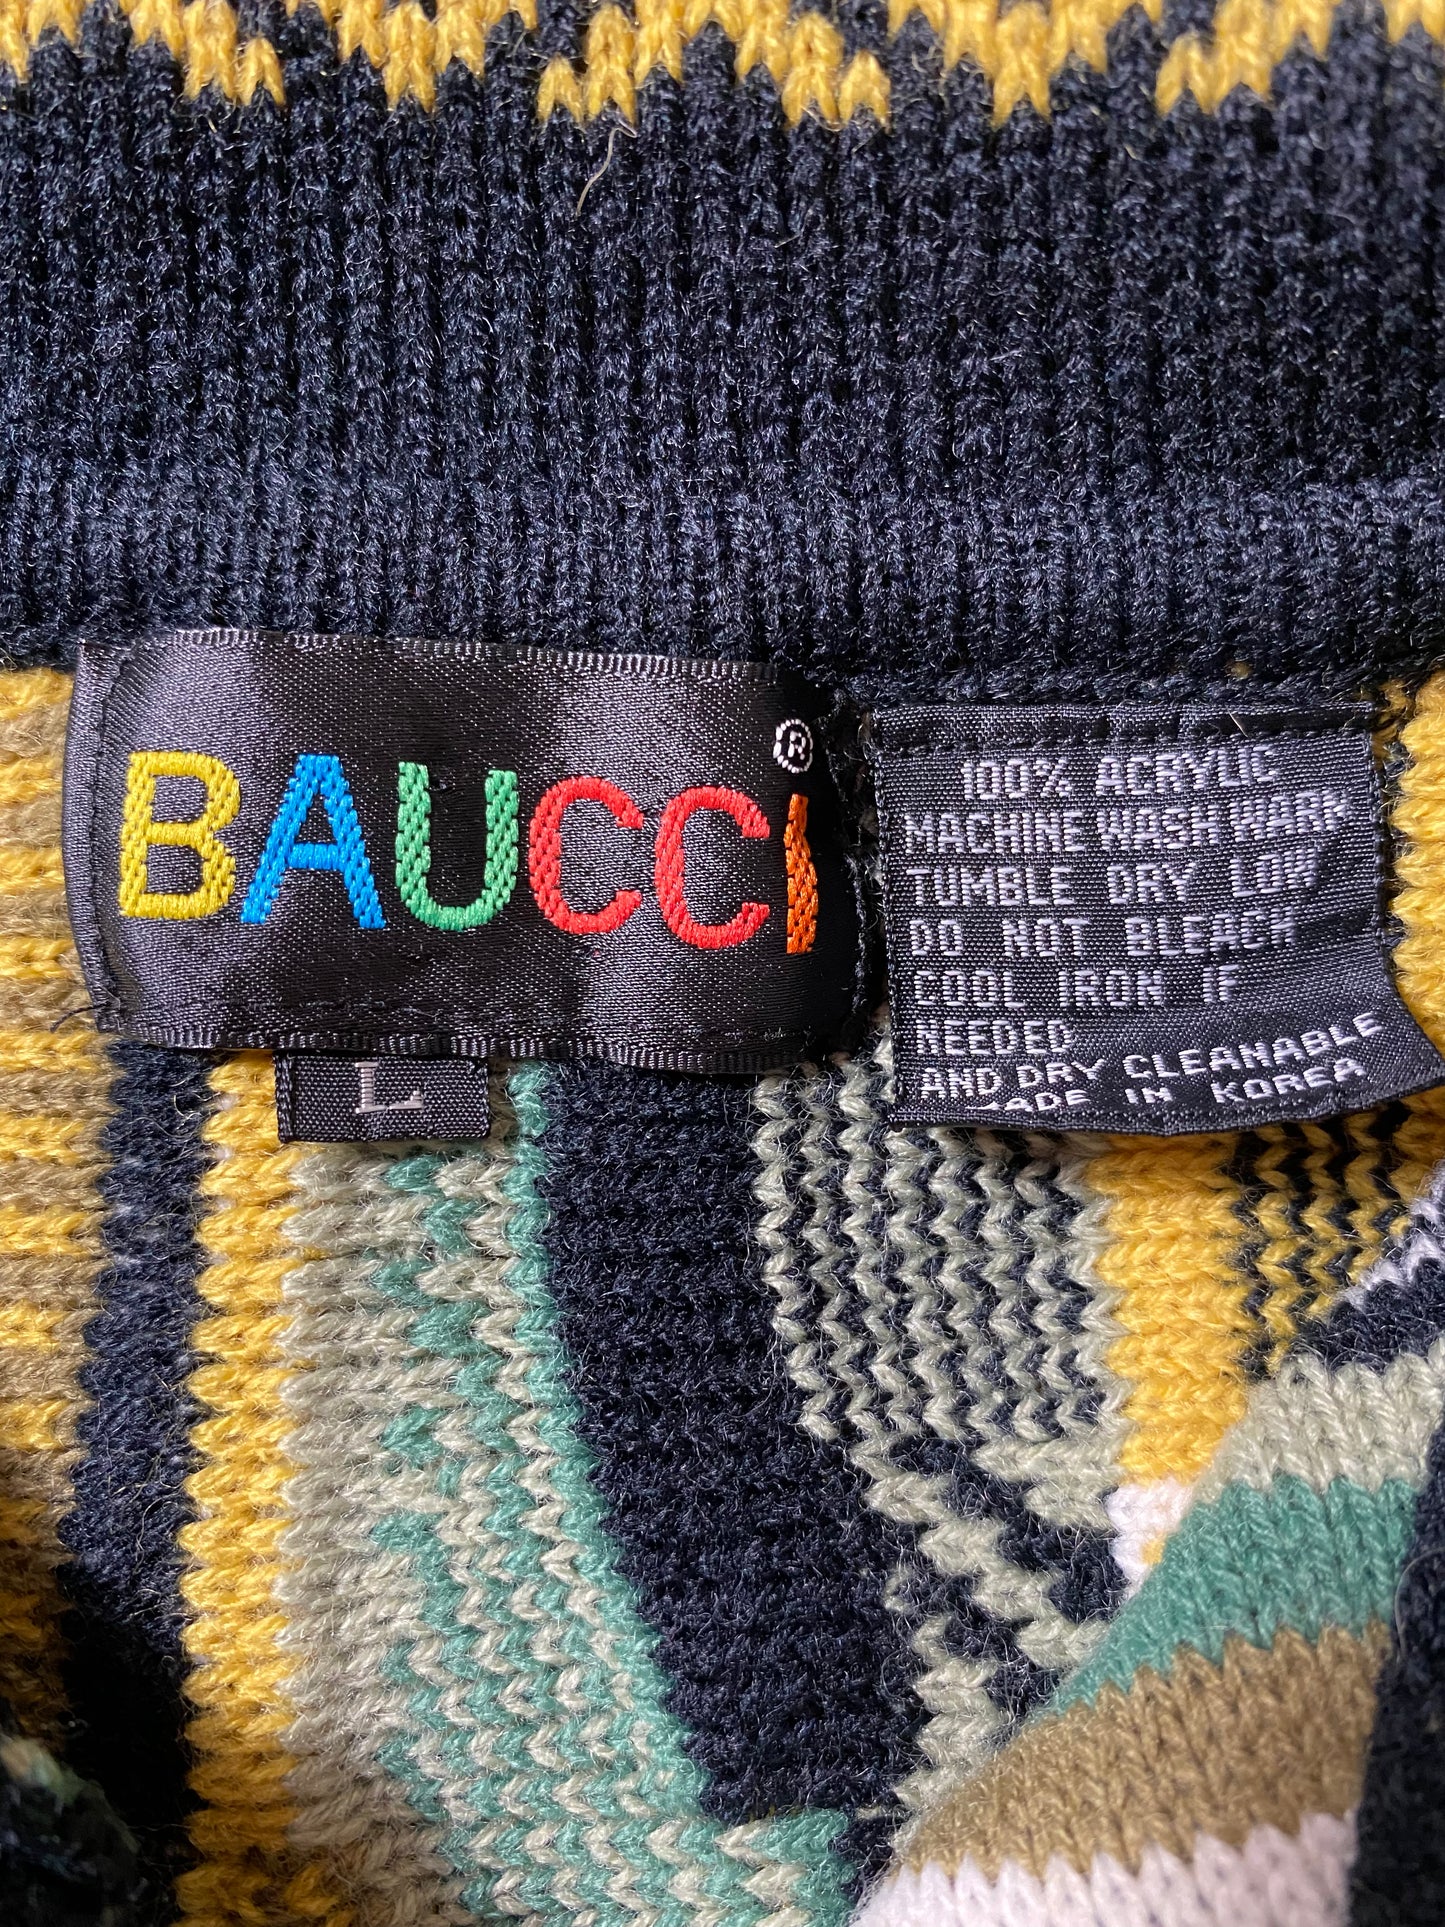 BAUCCI®
L
100% ACRYLIC
MACHINE WASH WARM
TUMBLE DRY LOW
DO NOT BLEACH
COOL IRON IF
NEEDED
AND DRY CLEANABLE
MADE IN KOREA